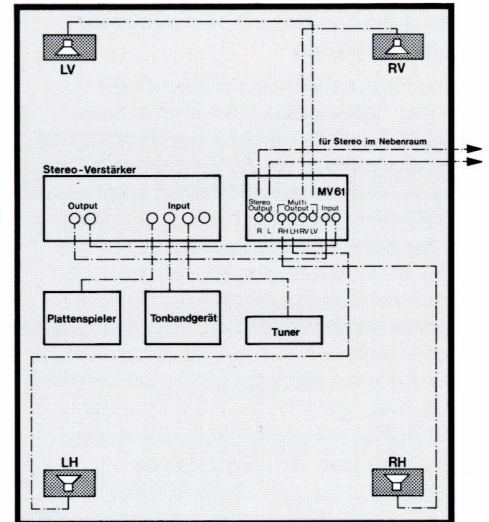 LV
RV
für Stereo im Nebenraum
Stereo-Verstärker
MV 61
Output
Input
Stereo Output
Multi Output
Input
R L RH LH RV LV
Plattenspieler
Tonbandgerät
Tuner
LH
RH